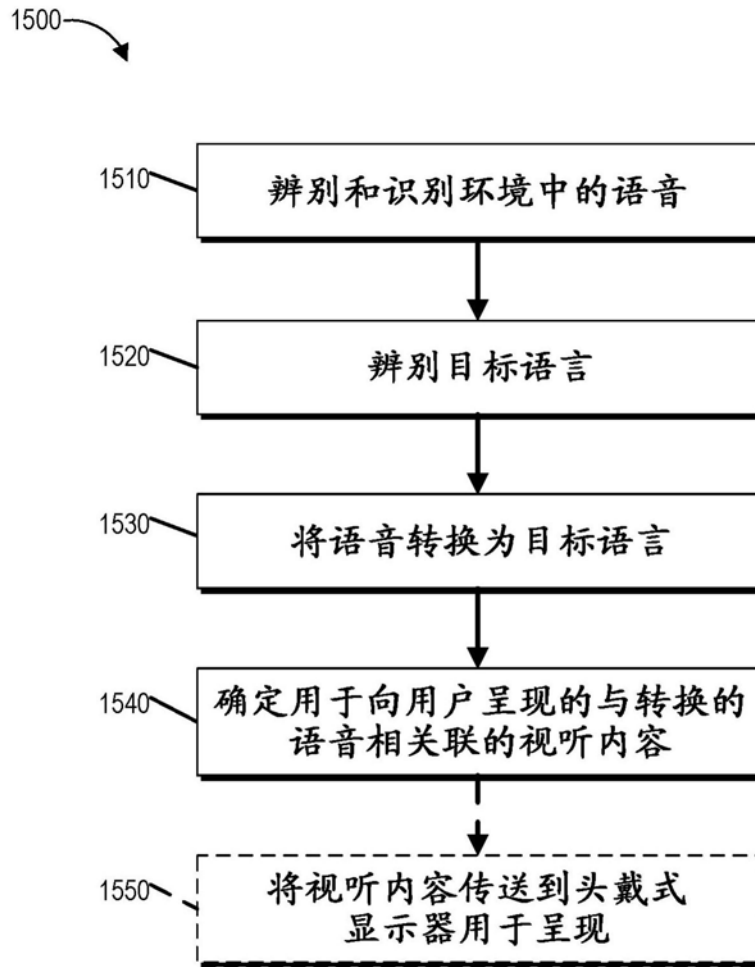 1500
1510
辨别和识别环境中的语音
1520
辨别目标语言
1530
将语音转换为目标语言
1540
确定用于向用户呈现的与转换的
语音相关联的视听内容
1550
将视听内容传送到头戴式
显示器用于呈现